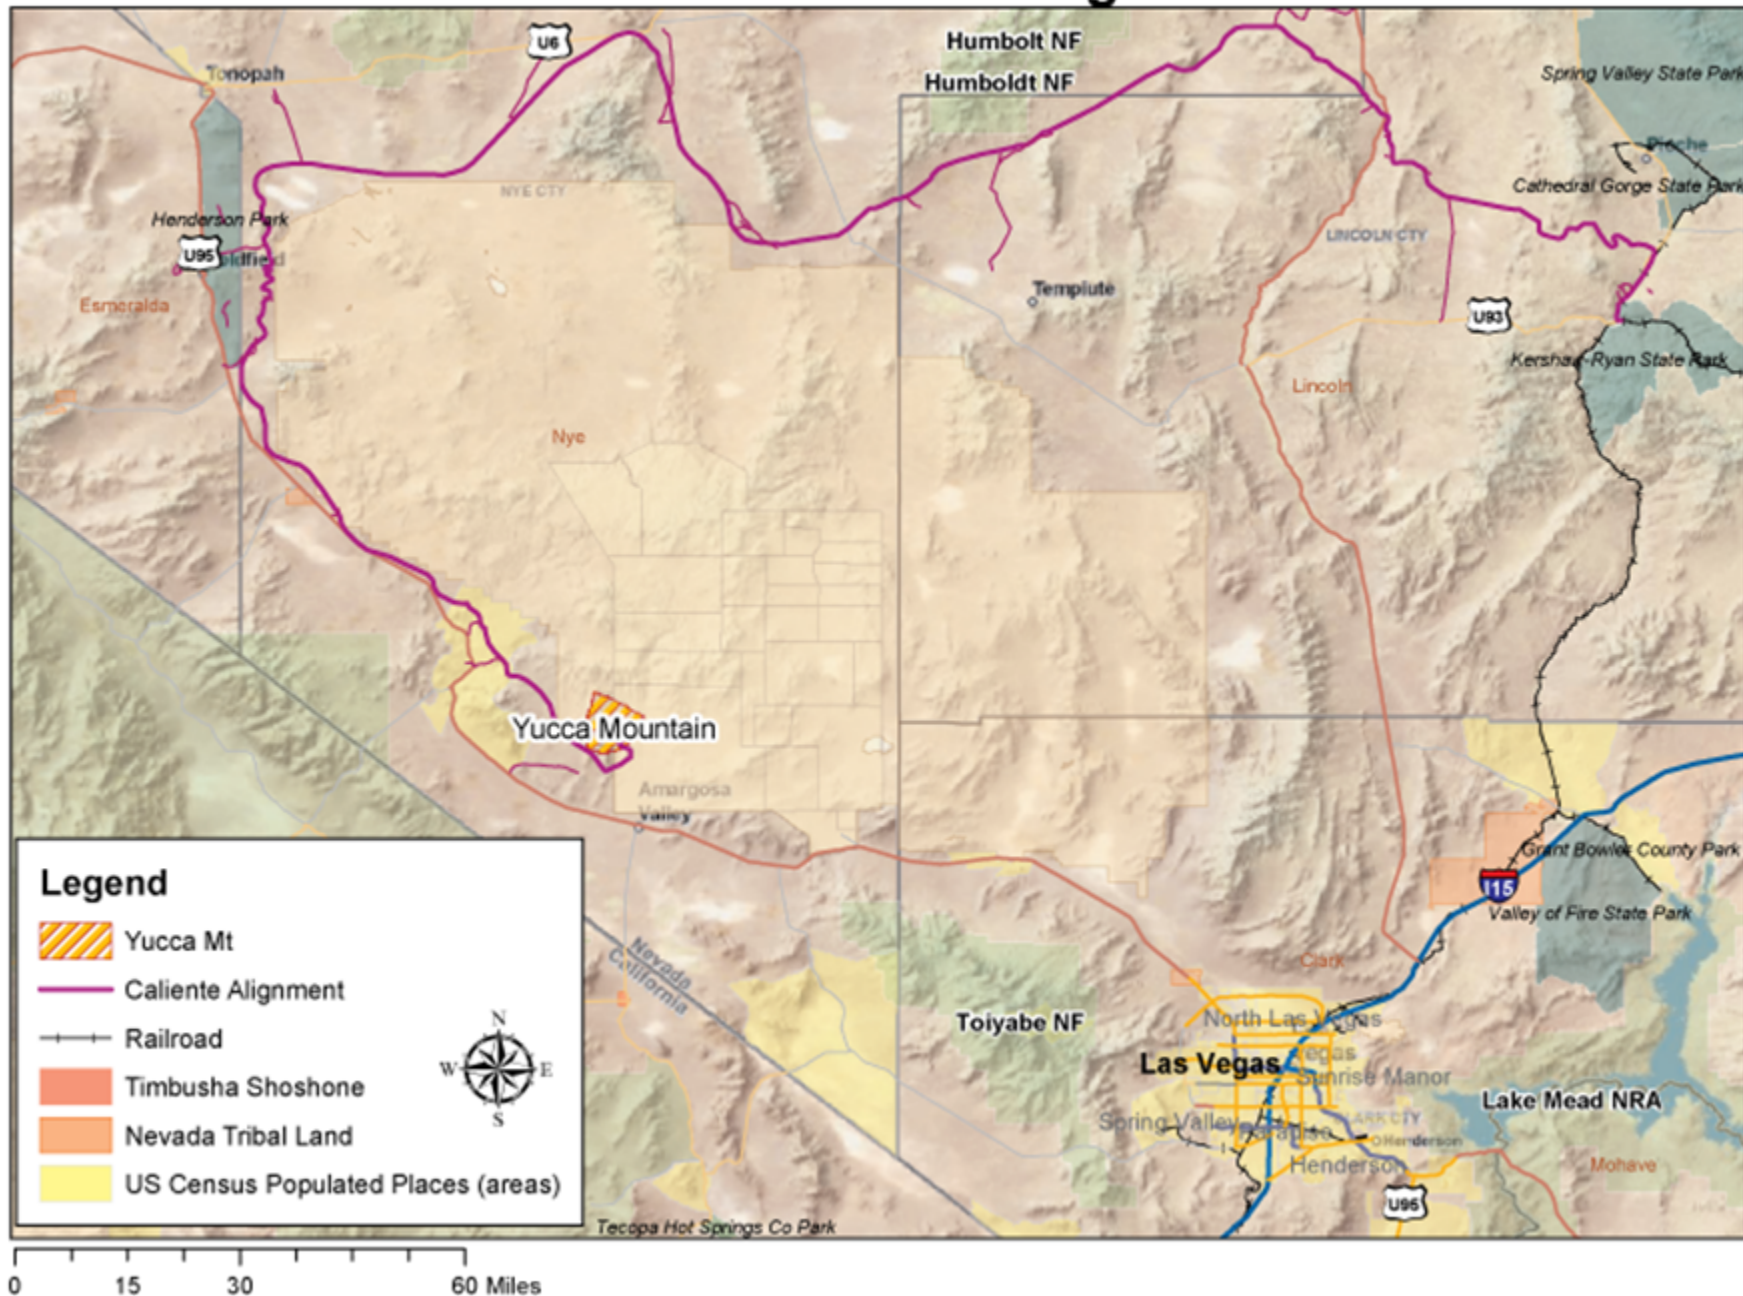 Humbolt NF
U6
Tonopah
Spring Valley State Park
Humboldt NF
Pioche
NYE CTY
Cathedral Gorge State Park
Henderson Park
U95
LINCOLN CTY
Esmeralda
Templute
U93
Kershaw-Ryan State Park
Lincoln
Nye
Yucca Mountain
Amargosa
Valley
Grant Bowler County Park
I15
Valley of Fire State Park
Nevada
California
Clark
Toiyabe NF
North Las Vegas
Las Vegas
Sunrise Manor
Lake Mead NRA
Spring Valley
Paradise
Henderson
Henderson
Mohave
U95
Tecopa Hot Springs Co Park
Legend
Yucca Mt
Caliente Alignment
Railroad
Timbusha Shoshone
Nevada Tribal Land
US Census Populated Places (areas)
N
W E
S
0 15 30 60 Miles